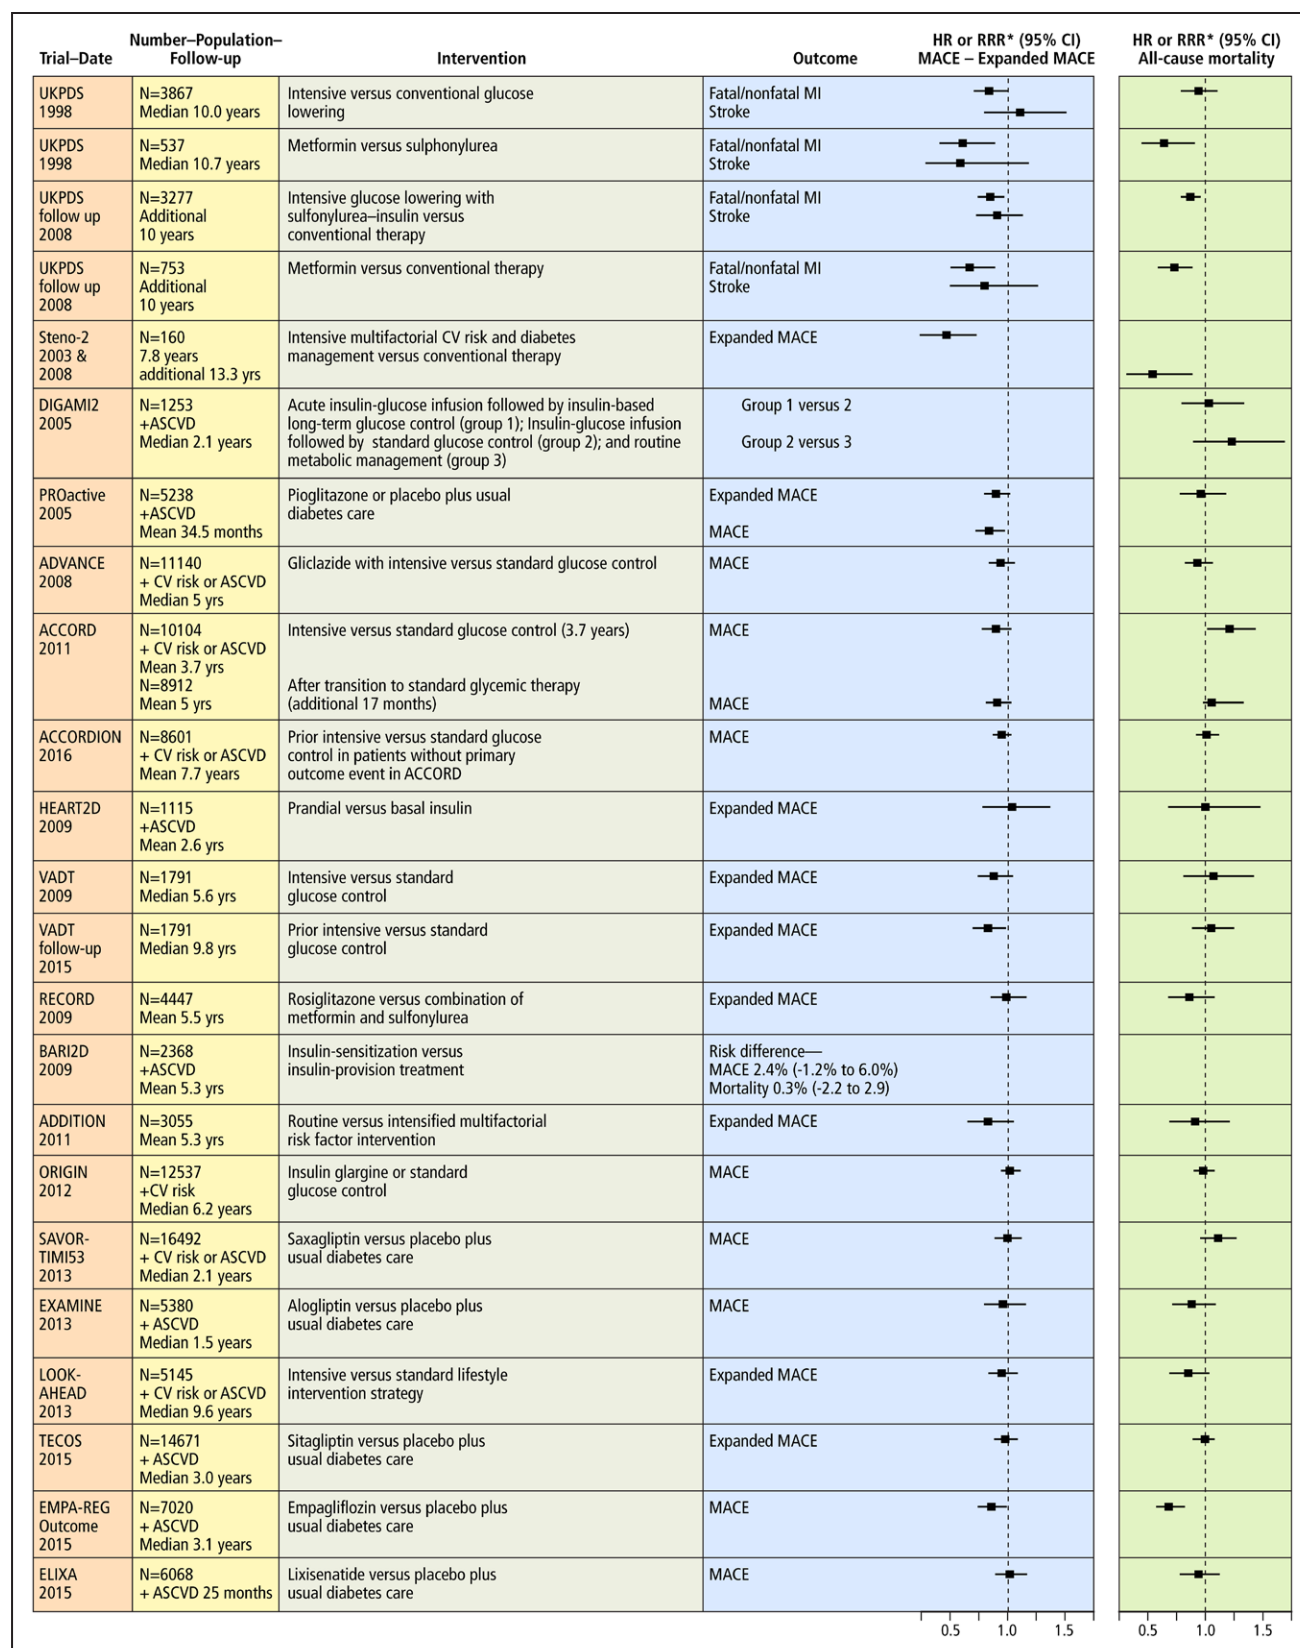 Trial–Date
Number–Population–
Follow-up
Intervention
Outcome
HR or RRR* (95% CI)
MACE – Expanded MACE
HR or RRR* (95% CI)
All-cause mortality
UKPDS
1998
N=3867
Median 10.0 years
Intensive versus conventional glucose
lowering
Fatal/nonfatal MI
Stroke
UKPDS
1998
N=537
Median 10.7 years
Metformin versus sulphonylurea
Fatal/nonfatal MI
Stroke
UKPDS
follow up
2008
N=3277
Additional
10 years
Intensive glucose lowering with
sulfonylurea–insulin versus
conventional therapy
Fatal/nonfatal MI
Stroke
UKPDS
follow up
2008
N=753
Additional
10 years
Metformin versus conventional therapy
Fatal/nonfatal MI
Stroke
Steno-2
2003 &
2008
N=160
7.8 years
additional 13.3 yrs
Intensive multifactorial CV risk and diabetes
management versus conventional therapy
Expanded MACE
DIGAMI2
2005
N=1253
+ASCVD
Median 2.1 years
Acute insulin-glucose infusion followed by insulin-based
long-term glucose control (group 1); Insulin-glucose infusion
followed by standard glucose control (group 2); and routine
metabolic management (group 3)
Group 1 versus 2
Group 2 versus 3
PROactive
2005
N=5238
+ASCVD
Mean 34.5 months
Pioglitazone or placebo plus usual
diabetes care
Expanded MACE
MACE
ADVANCE
2008
N=11140
+ CV risk or ASCVD
Median 5 yrs
Gliclazide with intensive versus standard glucose control
MACE
ACCORD
2011
N=10104
+ CV risk or ASCVD
Mean 3.7 yrs
N=8912
Mean 5 yrs
Intensive versus standard glucose control (3.7 years)
After transition to standard glycemic therapy
(additional 17 months)
MACE
MACE
ACCORDION
2016
N=8601
+ CV risk or ASCVD
Mean 7.7 years
Prior intensive versus standard glucose
control in patients without primary
outcome event in ACCORD
MACE
HEART2D
2009
N=1115
+ASCVD
Mean 2.6 yrs
Prandial versus basal insulin
Expanded MACE
VADT
2009
N=1791
Median 5.6 yrs
Intensive versus standard
glucose control
Expanded MACE
VADT
follow-up
2015
N=1791
Median 9.8 yrs
Prior intensive versus standard
glucose control
Expanded MACE
RECORD
2009
N=4447
Mean 5.5 yrs
Rosiglitazone versus combination of
metformin and sulfonylurea
Expanded MACE
BARI2D
2009
N=2368
+ASCVD
Mean 5.3 yrs
Insulin-sensitization versus
insulin-provision treatment
Risk difference—
MACE 2.4% (-1.2% to 6.0%)
Mortality 0.3% (-2.2 to 2.9)
ADDITION
2011
N=3055
Mean 5.3 yrs
Routine versus intensified multifactorial
risk factor intervention
Expanded MACE
ORIGIN
2012
N=12537
+CV risk
Median 6.2 years
Insulin glargine or standard
glucose control
MACE
SAVOR-
TIMI53
2013
N=16492
+ CV risk or ASCVD
Median 2.1 years
Saxagliptin versus placebo plus
usual diabetes care
MACE
EXAMINE
2013
N=5380
+ ASCVD
Median 1.5 years
Alogliptin versus placebo plus
usual diabetes care
MACE
LOOK-
AHEAD
2013
N=5145
+ CV risk or ASCVD
Median 9.6 years
Intensive versus standard lifestyle
intervention strategy
Expanded MACE
TECOS
2015
N=14671
+ ASCVD
Median 3.0 years
Sitagliptin versus placebo plus
usual diabetes care
Expanded MACE
EMPA-REG
Outcome
2015
N=7020
+ ASCVD
Median 3.1 years
Empagliflozin versus placebo plus
usual diabetes care
MACE
ELIXA
2015
N=6068
+ ASCVD 25 months
Lixisenatide versus placebo plus
usual diabetes care
MACE
0.5 1.0 1.5
0.5 1.0 1.5